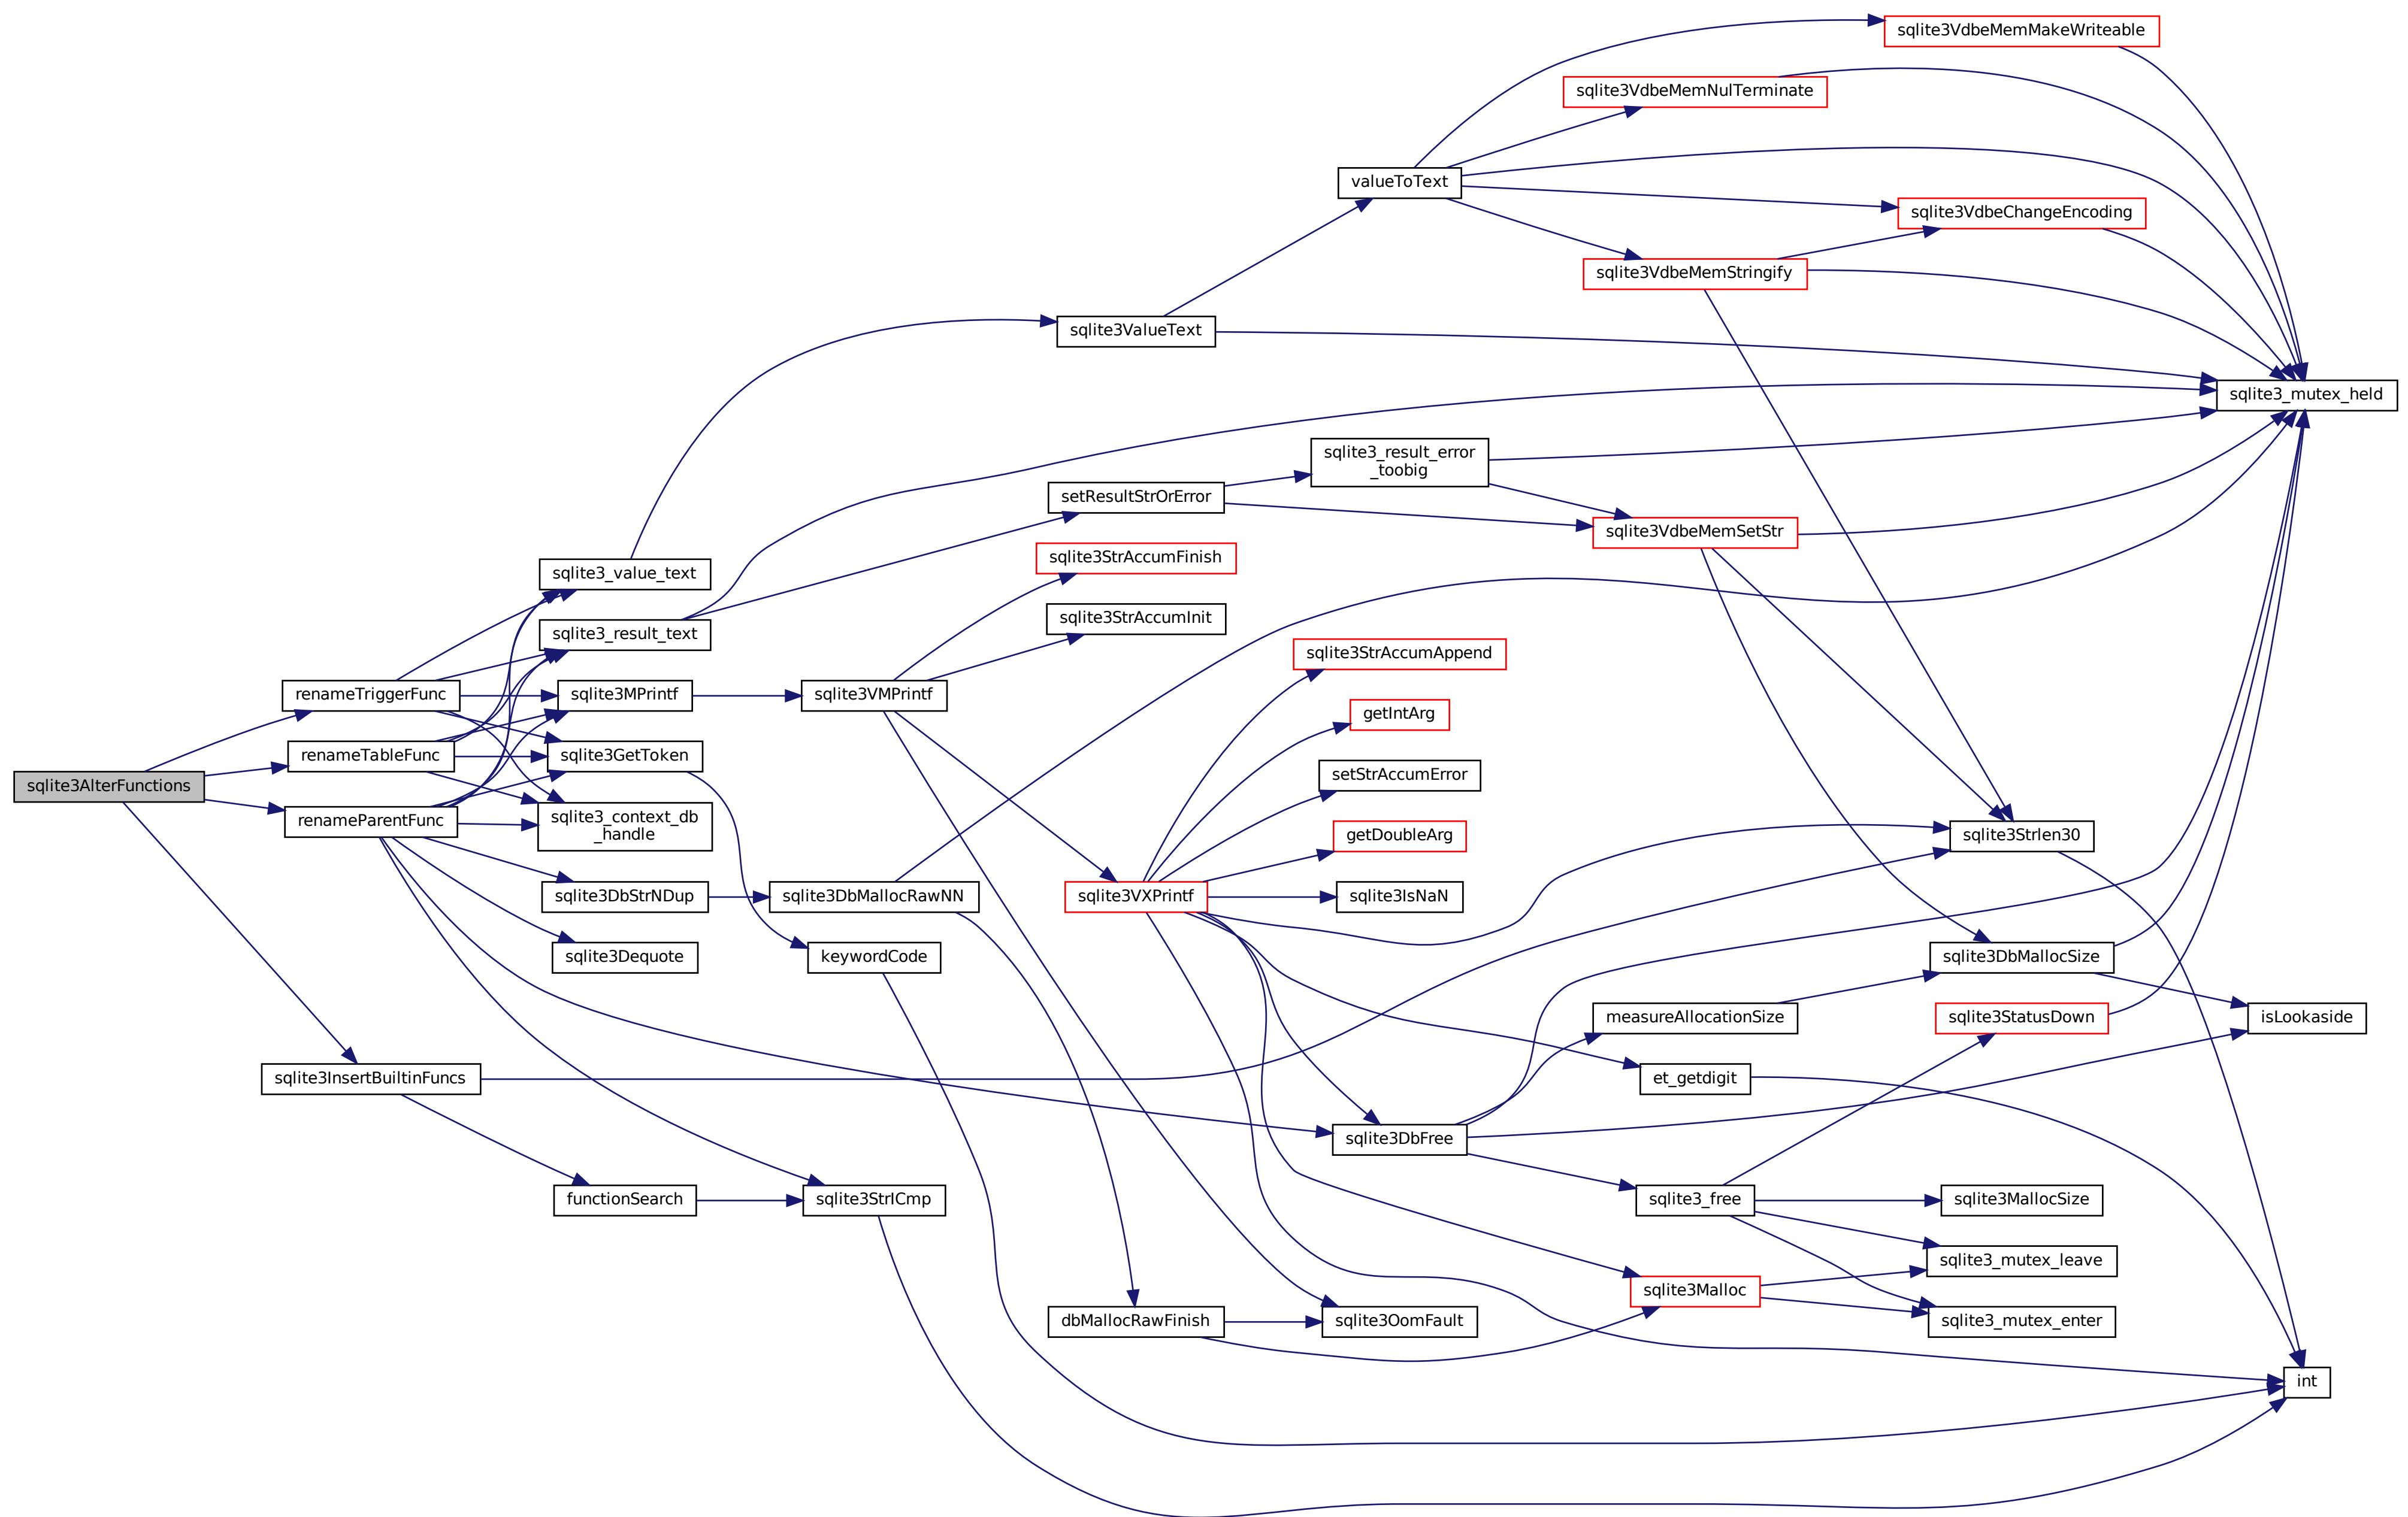 sqlite3VdbeMemMakeWriteable
sqlite3VdbeMemNulTerminate
valueToText
sqlite3VdbeChangeEncoding
sqlite3VdbeMemStringify
sqlite3ValueText
sqlite3_mutex_held
sqlite3_result_error
_toobig
setResultStrOrError
sqlite3VdbeMemSetStr
sqlite3StrAccumFinish
sqlite3_value_text
sqlite3StrAccumInit
sqlite3_result_text
sqlite3StrAccumAppend
renameTriggerFunc
sqlite3MPrintf
sqlite3VMPrintf
getIntArg
renameTableFunc
sqlite3GetToken
setStrAccumError
sqlite3AlterFunctions
renameParentFunc
sqlite3_context_db
_handle
getDoubleArg
sqlite3Strlen30
sqlite3DbStrNDup
sqlite3DbMallocRawNN
sqlite3VXPrintf
sqlite3IsNaN
sqlite3Dequote
keywordCode
sqlite3DbMallocSize
measureAllocationSize
sqlite3StatusDown
isLookaside
sqlite3InsertBuiltinFuncs
et_getdigit
sqlite3DbFree
functionSearch
sqlite3StrICmp
sqlite3_free
sqlite3MallocSize
sqlite3_mutex_leave
sqlite3Malloc
dbMallocRawFinish
sqlite3OomFault
sqlite3_mutex_enter
int